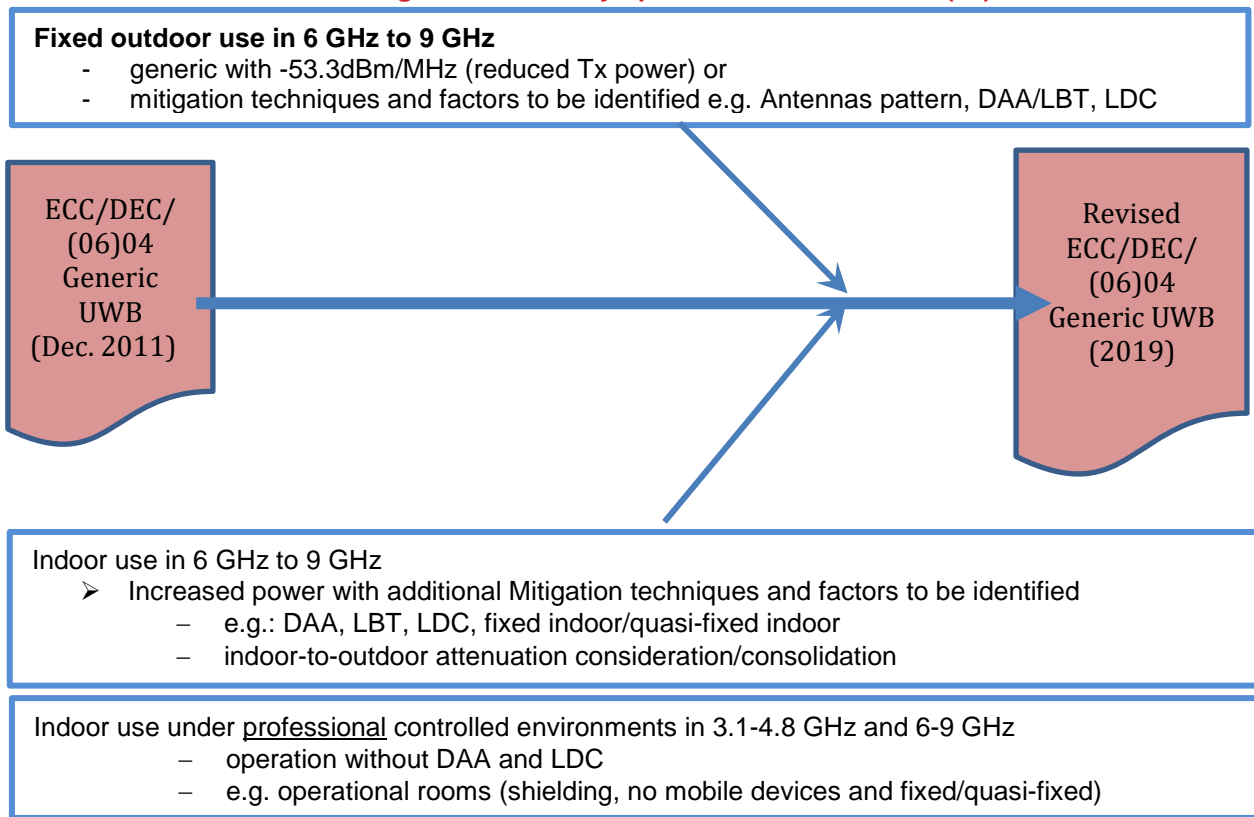 Fixed outdoor use in 6 GHz to 9 GHz
- generic with -53.3dBm/MHz (reduced Tx power) or
- mitigation techniques and factors to be identified e.g. Antennas pattern, DAA/LBT, LDC
ECC/DEC/
(06)04
Generic
UWB
(Dec. 2011)
Revised
ECC/DEC/
(06)04
Generic UWB
(2019)
Indoor use in 6 GHz to 9 GHz
➢ Increased power with additional Mitigation techniques and factors to be identified
– e.g.: DAA, LBT, LDC, fixed indoor/quasi-fixed indoor
– indoor-to-outdoor attenuation consideration/consolidation
Indoor use under professional controlled environments in 3.1-4.8 GHz and 6-9 GHz
– operation without DAA and LDC
– e.g. operational rooms (shielding, no mobile devices and fixed/quasi-fixed)